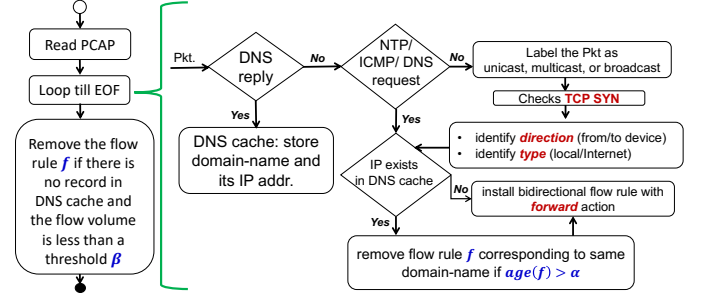 Read PCAP
Loop till EOF
Remove the flow
rule f if there is
no record in
DNS cache and
the flow volume
is less than a
threshold β
Pkt.
DNS
reply
No
Yes
DNS cache: store
domain-name and
its IP addr.
NTP/
ICMP/ DNS
request
No
Yes
Label the Pkt as
unicast, multicast, or broadcast
Checks TCP SYN
• identify direction (from/to device)
• identify type (local/Internet)
IP exists
in DNS cache
No
Yes
install bidirectional flow rule with
forward action
remove flow rule f corresponding to same
domain-name if age(f) > α